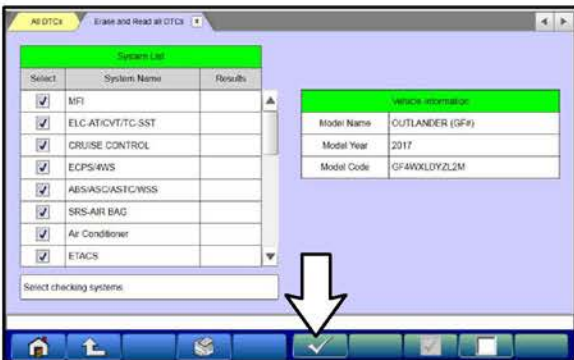 All DTCs
Erase and Read all DTCs
System List
Select System Name Results
MFI
ELC-AT/CVT/TC-SST
CRUISE CONTROL
ECPS/4WS
ABS/ASC/ASTC/WSS
SRS-AIR BAG
Air Conditioner
ETACS
Select checking systems
Vehicle Information
Model Name OUTLANDER (GF#)
Model Year 2017
Model Code GF4WXLDYZL2M